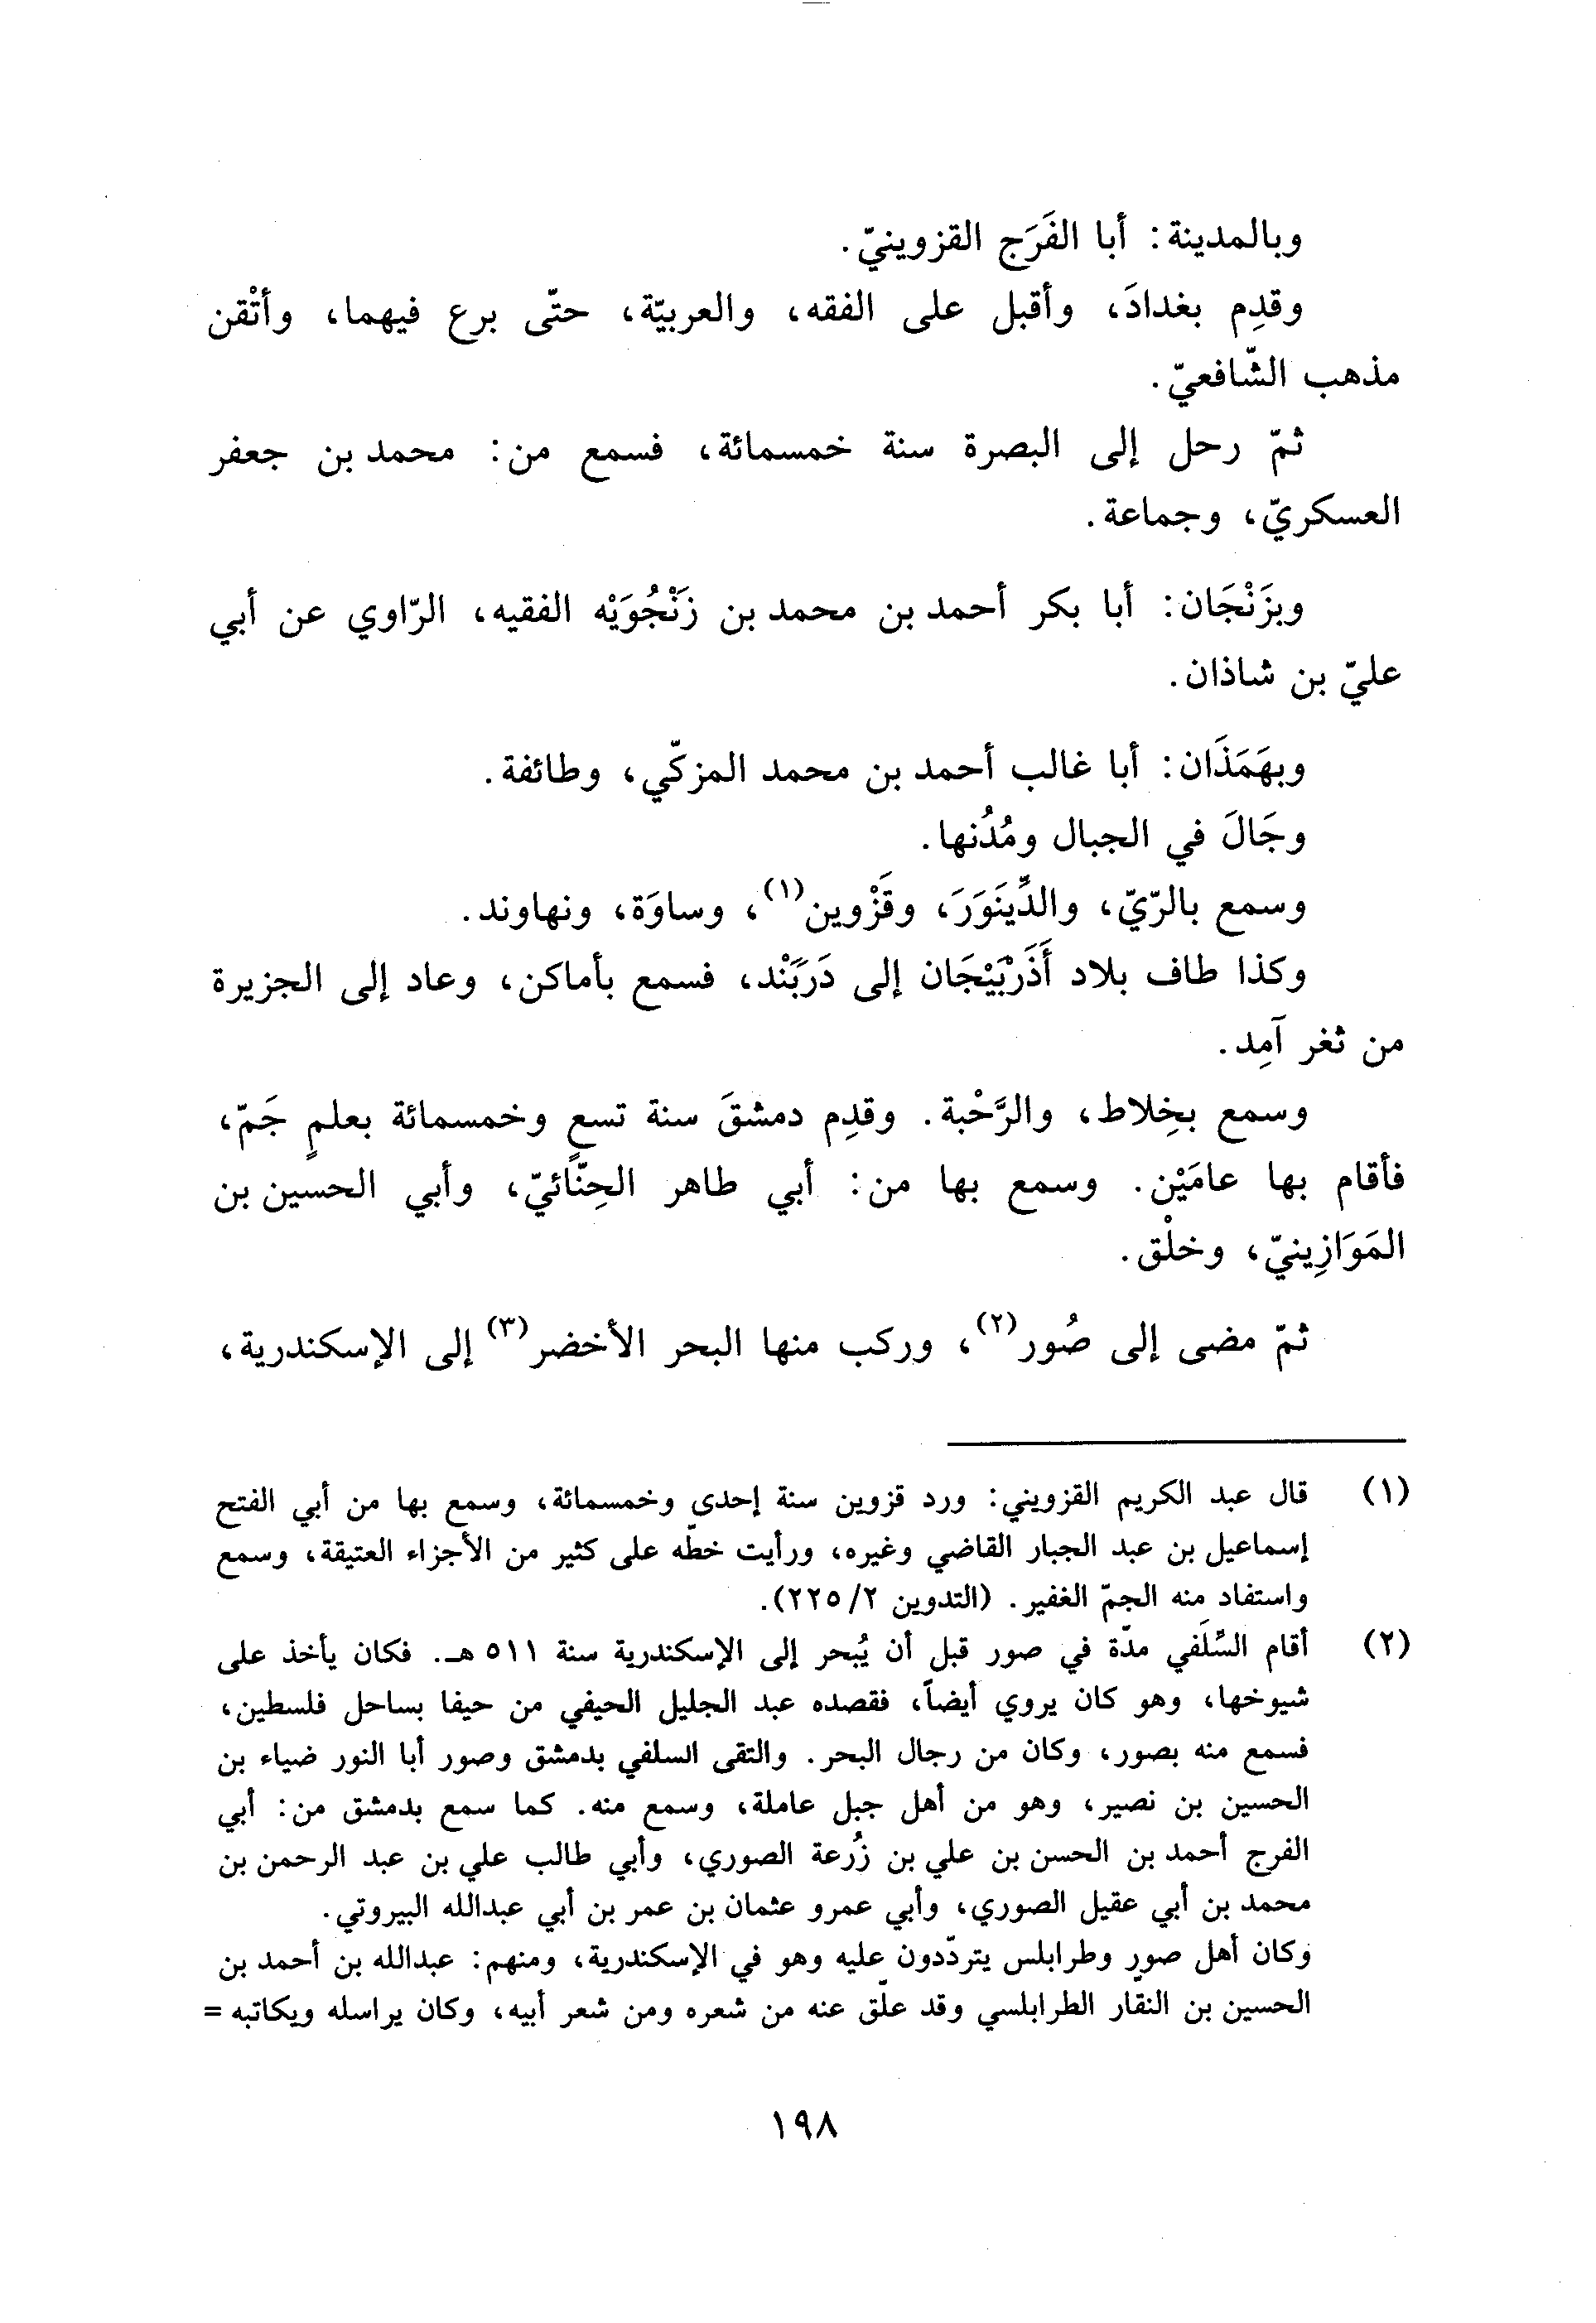 وبالمدينة: أبا الفَرَج القزوينيّ.
وقدِم بغدادَ، وأقبل على الفقه، والعربيّة، حتّى برع فيهما، وأتْقن
مذهب الشّافعيّ.
ثمّ رحل إلى البصرة سنة خمسمائة، فسمع من: محمد بن جعفر
العسكريّ، وجماعة.
وبزَنْجَان: أبا بكر أحمد بن محمد بن زَنْجُوَيْه الفقيه، الرّاوي عن أبي
عليّ بن شاذان.
وبهَمَذَان: أبا غالب أحمد بن محمد المزكّي، وطائفة.
وجَالَ في الجبال ومُدُنها.
وسمع بالرّيّ، والدِّينَوَرَ، وقَزْوين(١)، وساوَة، ونهاوند.
وكذا طاف بلاد أَذَرْبَيْجَان إلى دَرَبَنْد، فسمع بأماكن، وعاد إلى الجزيرة
من ثغر آمِد.
وسمع بخِلاط، والرَّحْبة. وقدِم دمشقَ سنة تسعٍ وخمسمائة بعلمٍ جَمّ،
فأقام بها عامَيْن. وسمع بها من: أبي طاهر الحِنّائيّ، وأبي الحسين بن
المَوَازِينيّ، وخلْق.
ثمّ مضى إلى صُور(٢)، وركب منها البحر الأخضر(٣) إلى الإسكندرية،
(١) قال عبد الكريم القزويني: ورد قزوين سنة إحدى وخمسمائة، وسمع بها من أبي الفتح
إسماعيل بن عبد الجبار القاضي وغيره، ورأيت خطّه على كثير من الأجزاء العتيقة، وسمع
واستفاد منه الجمّ الغفير. (التدوين ٢/ ٢٢٥).
(٢) أقام السِّلَفي مدّة في صور قبل أن يُبحر إلى الإسكندرية سنة ٥١١ هـ. فكان يأخذ على
شيوخها، وهو كان يروي أيضاً، فقصده عبد الجليل الحيفي من حيفا بساحل فلسطين،
فسمع منه بصور، وكان من رجال البحر. والتقى السلفي بدمشق وصور أبا النور ضياء بن
الحسين بن نصير، وهو من أهل جبل عاملة، وسمع منه. كما سمع بدمشق من: أبي
الفرج أحمد بن الحسن بن علي بن زُرعة الصوري، وأبي طالب علي بن عبد الرحمن بن
محمد بن أبي عقيل الصوري، وأبي عمرو عثمان بن عمر بن أبي عبدالله البيروتي.
وكان أهل صور وطرابلس يتردّدون عليه وهو في الإسكندرية، ومنهم: عبدالله بن أحمد بن
الحسين بن النقار الطرابلسي وقد علّق عنه من شعره ومن شعر أبيه، وكان يراسله ويكاتبه =
١٩٨